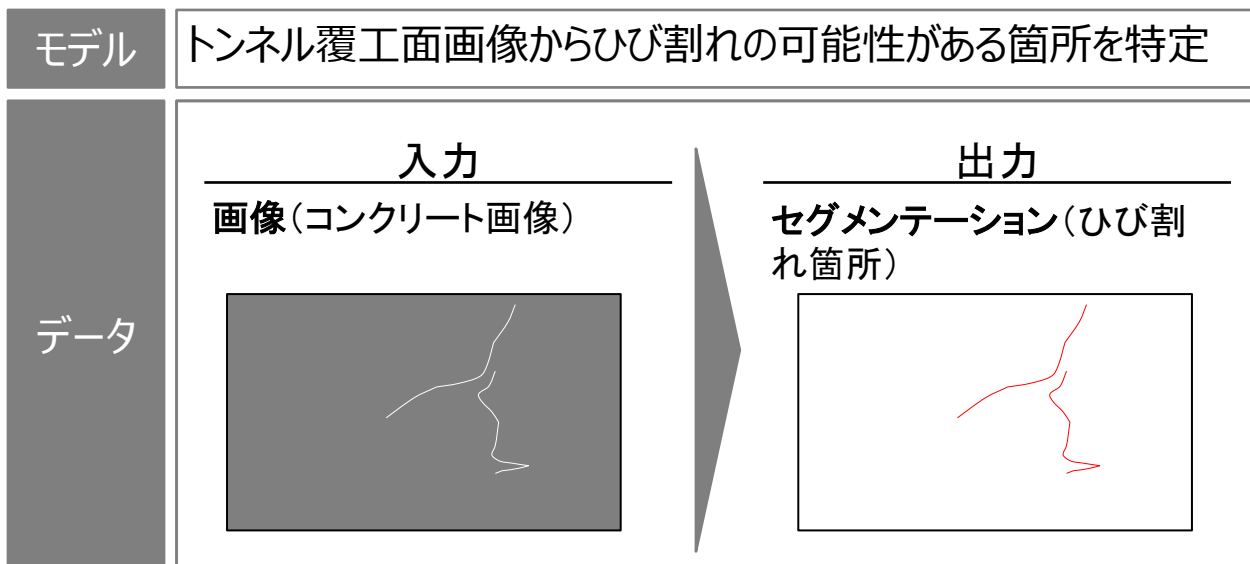 モデル
トンネル覆工面画像からひび割れの可能性がある箇所を特定
データ
入力
画像（コンクリート画像）
出力
セグメンテーション（ひび割
れ箇所）